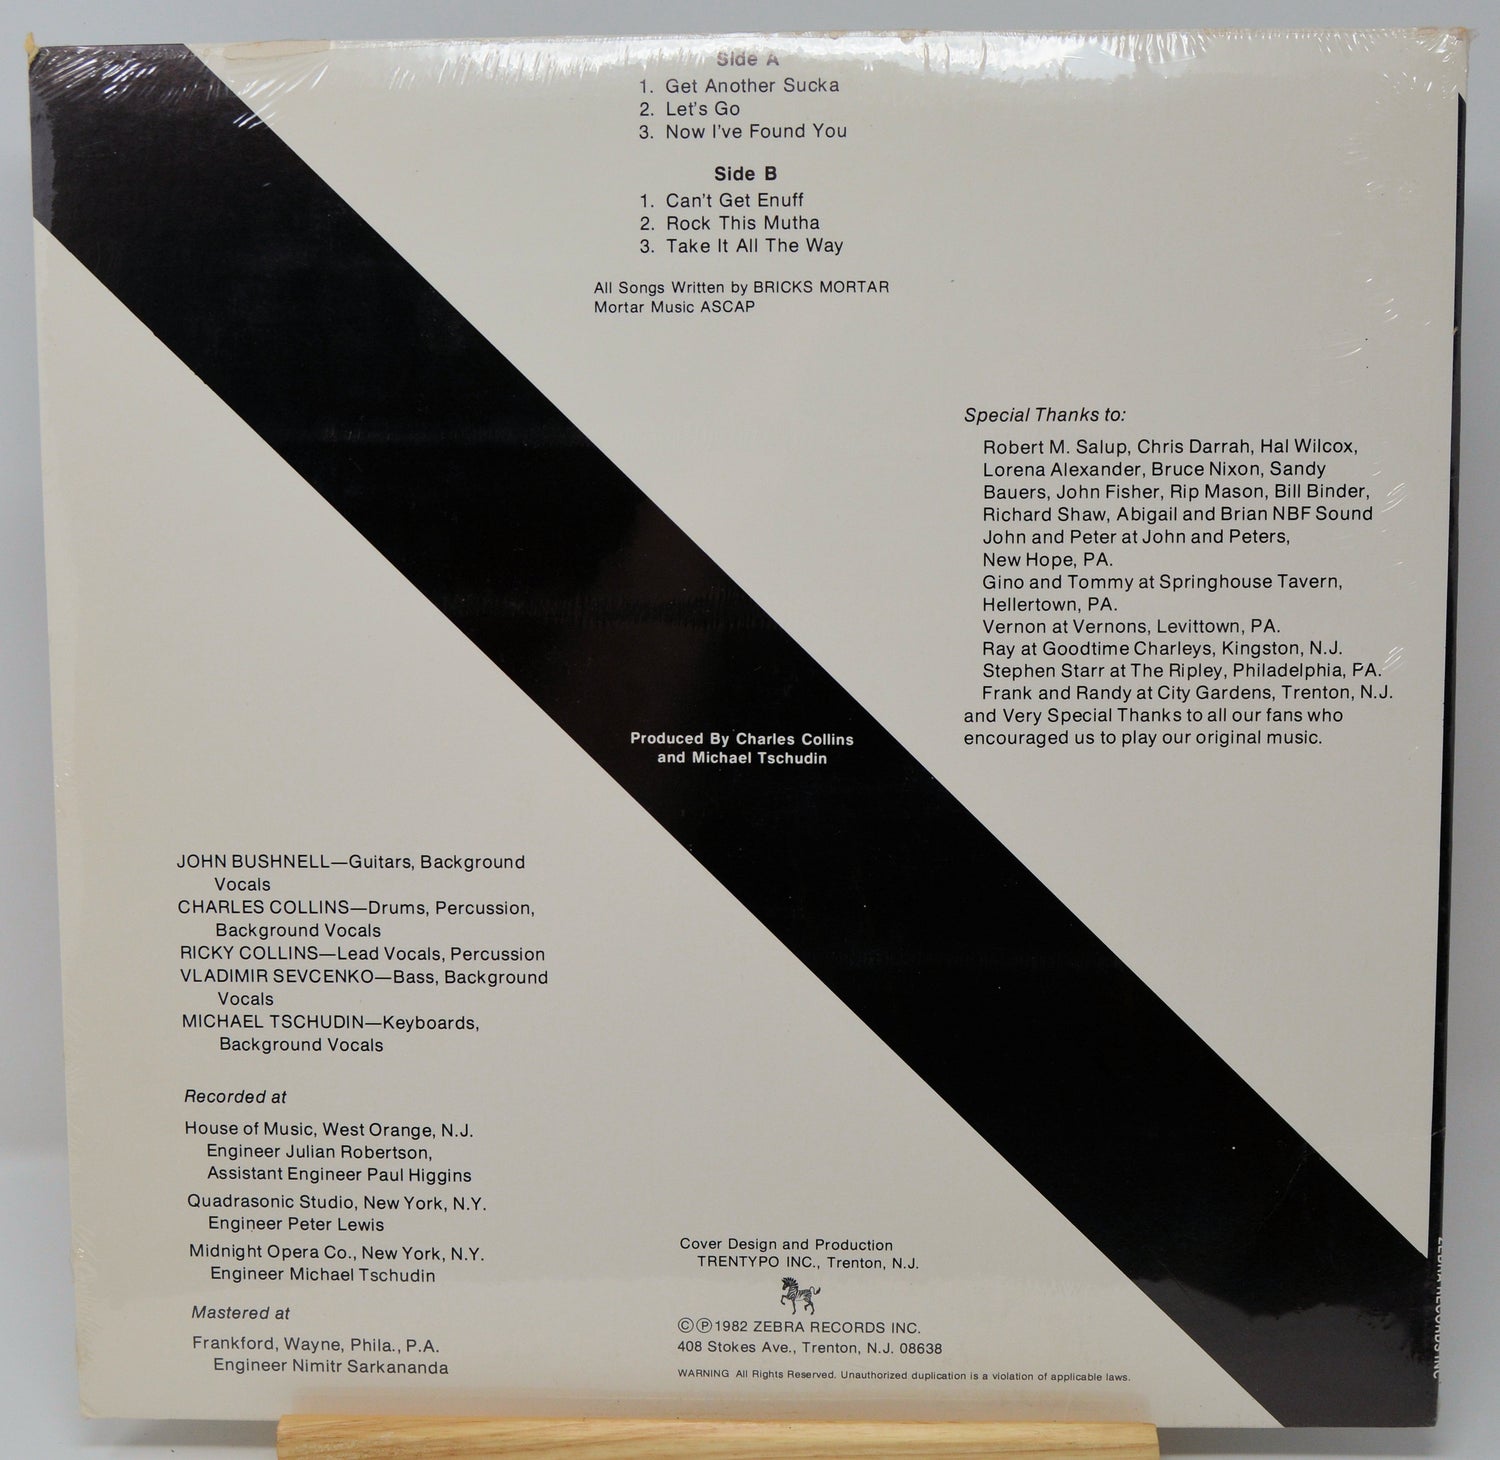 Side A
1. Get Another Sucka
2. Let's Go
3. Now I've Found You
Side B
1. Can't Get Enuff
2. Rock This Mutha
3. Take It All The Way
All Songs Written by BRICKS MORTAR
Mortar Music ASCAP
Special Thanks to:
Robert M. Salup, Chris Darrah, Hal Wilcox,
Lorena Alexander, Bruce Nixon, Sandy
Bauers, John Fisher, Rip Mason, Bill Binder,
Richard Shaw, Abigail and Brian NBF Sound
John and Peter at John and Peters,
New Hope, PA.
Gino and Tommy at Springhouse Tavern,
Hellertown, PA.
Vernon at Vernons, Levittown, PA.
Ray at Goodtime Charleys, Kingston, N.J.
Stephen Starr at The Ripley, Philadelphia, PA.
Frank and Randy at City Gardens, Trenton, N.J.
and Very Special Thanks to all our fans who
encouraged us to play our original music.
Produced By Charles Collins
and Michael Tschudin
JOHN BUSHNELL—Guitars, Background
Vocals
CHARLES COLLINS—Drums, Percussion,
Background Vocals
RICKY COLLINS—Lead Vocals, Percussion
VLADIMIR SEVCENKO—Bass, Background
Vocals
MICHAEL TSCHUDIN—Keyboards,
Background Vocals
Recorded at
House of Music, West Orange, N.J.
Engineer Julian Robertson,
Assistant Engineer Paul Higgins
Quadrasonic Studio, New York, N.Y.
Engineer Peter Lewis
Midnight Opera Co., New York, N.Y.
Engineer Michael Tschudin
Mastered at
Frankford, Wayne, Phila., P.A.
Engineer Nimitr Sarkananda
Cover Design and Production
TRENTYPO INC., Trenton, N.J.
©℗1982 ZEBRA RECORDS INC.
408 Stokes Ave., Trenton, N.J. 08638
WARNING All Rights Reserved. Unauthorized duplication is a violation of applicable laws.
ZEBRA RECORDS INC